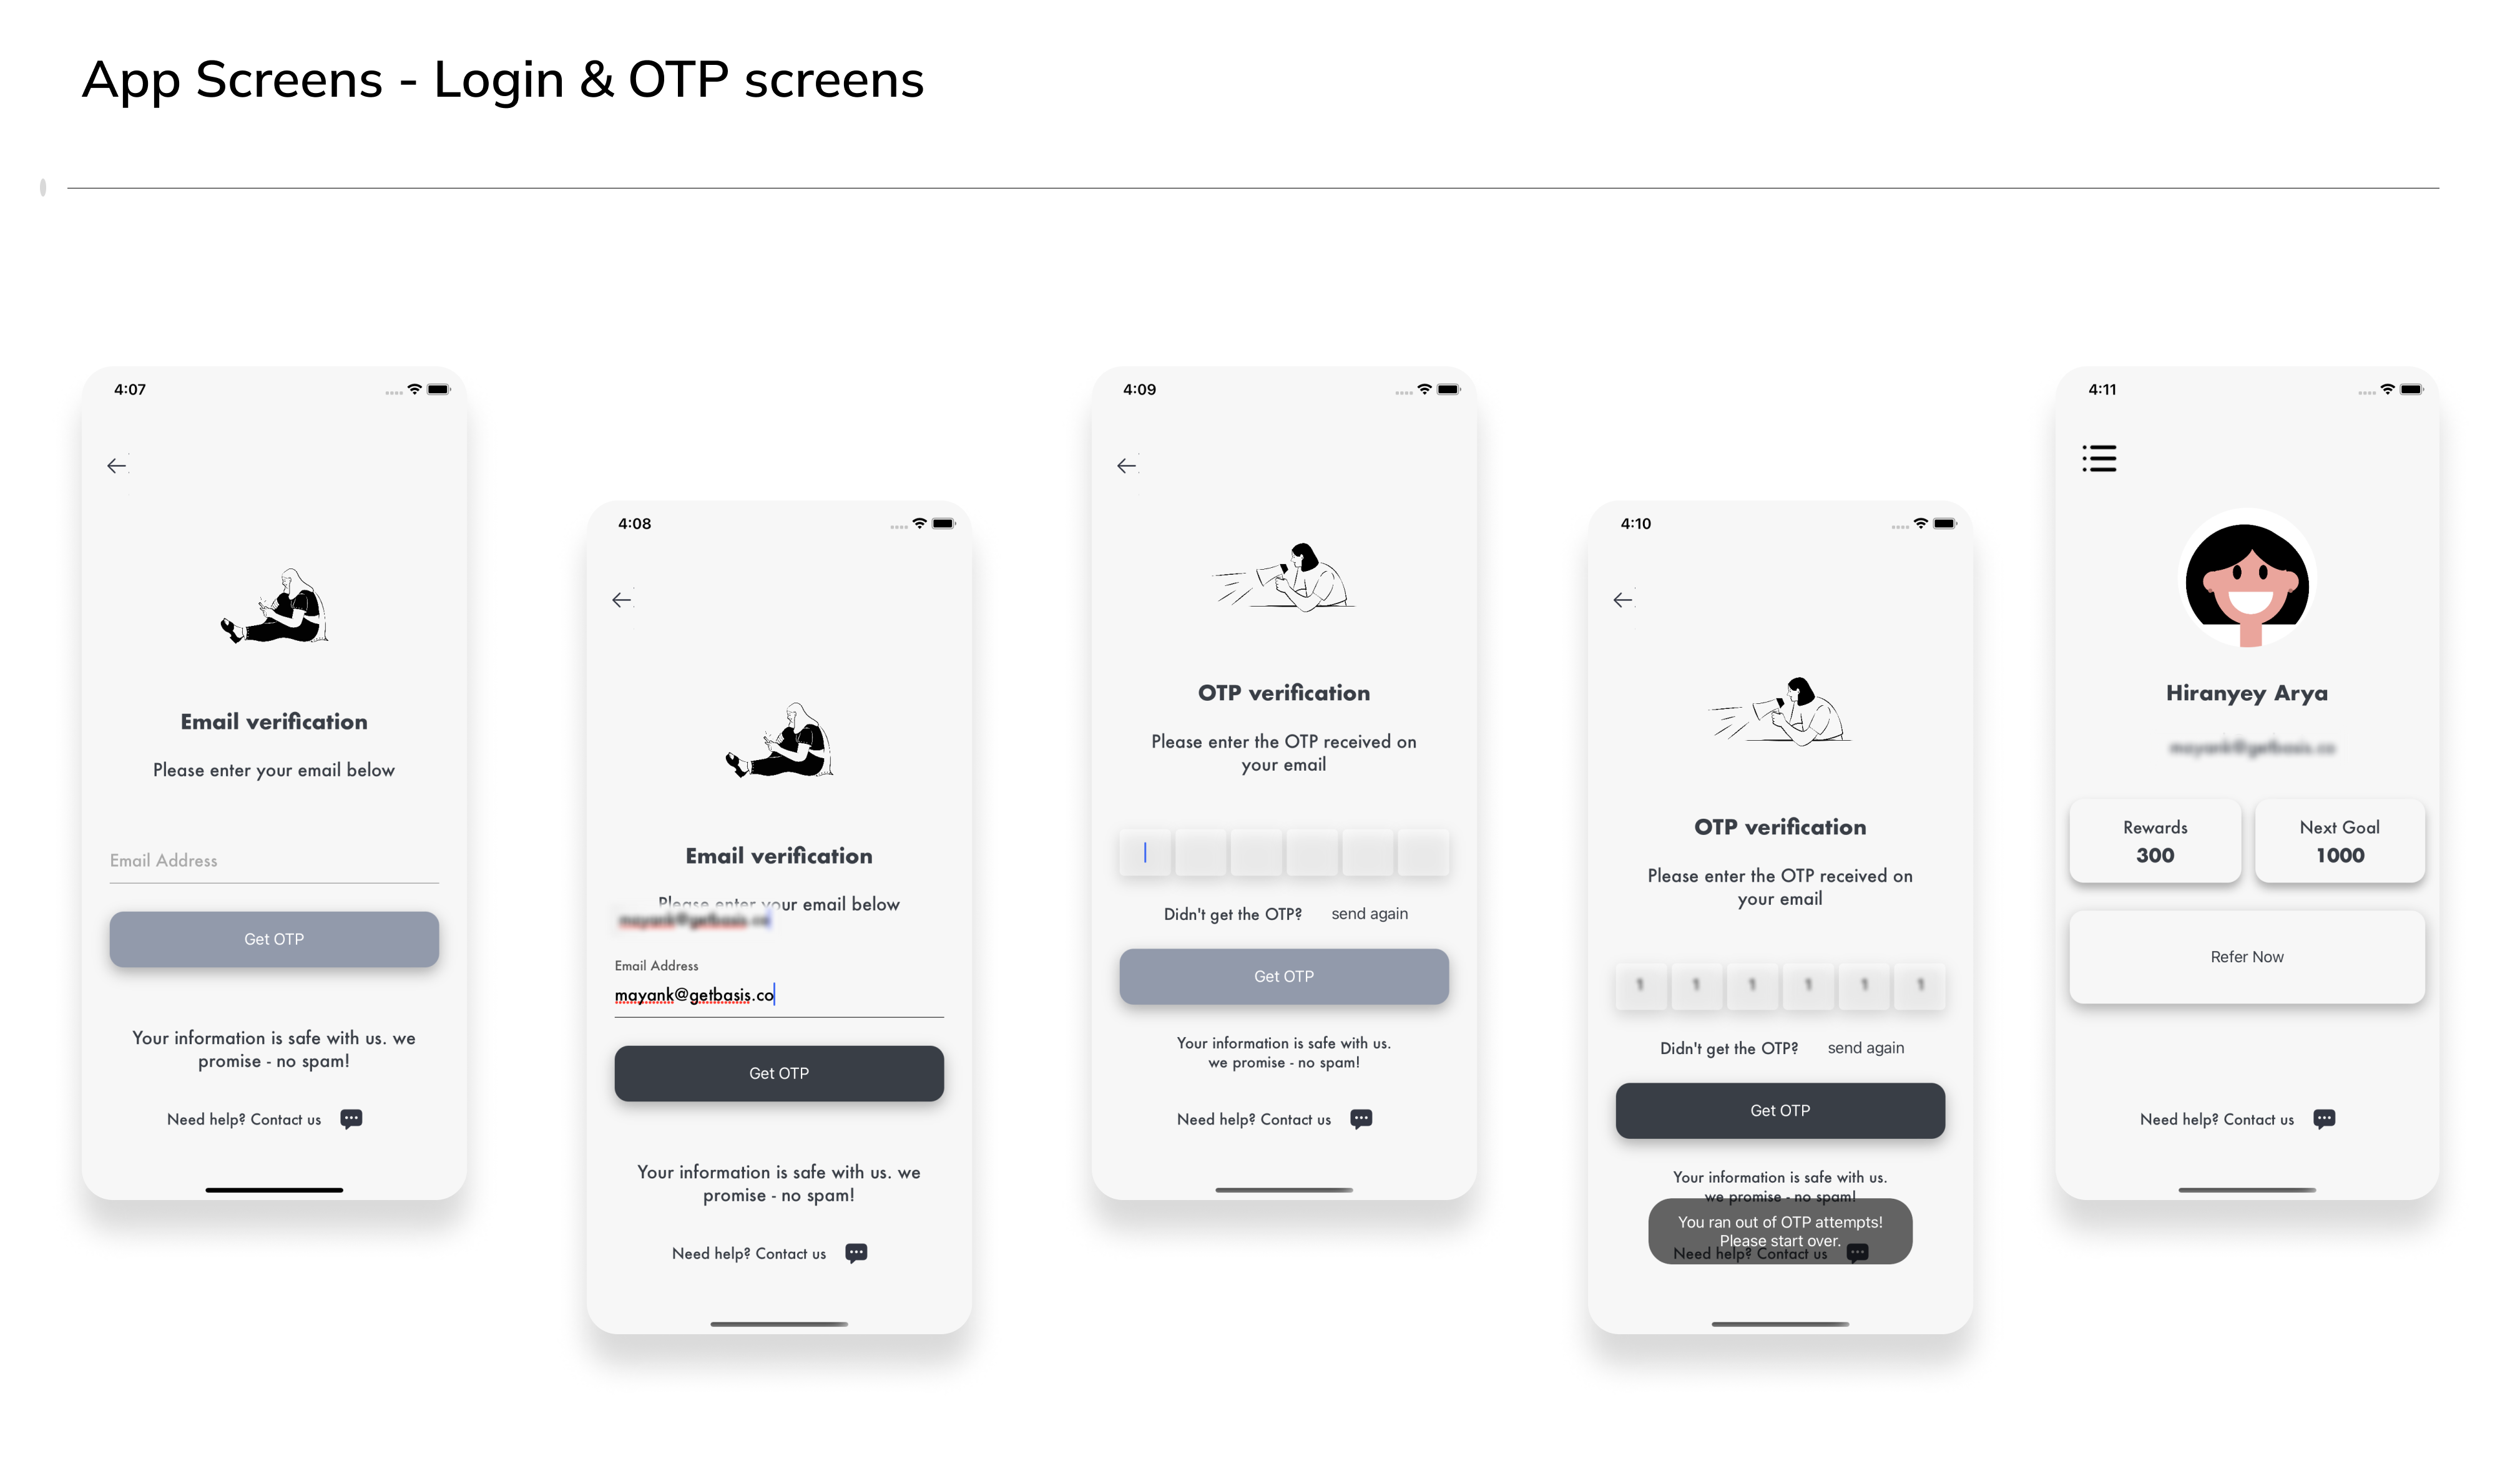 App Screens - Login & OTP screens
4:07
Email verification
Please enter your email below
Email Address
Get OTP
Your information is safe with us. we
promise - no spam!
Need help? Contact us
4:08
Email verification
Please enter your email below
mayank@getbasis.co
Email Address
mayank@getbasis.co
Get OTP
Your information is safe with us. we
promise - no spam!
Need help? Contact us
4:09
OTP verification
Please enter the OTP received on
your email
Didn't get the OTP? send again
Get OTP
Your information is safe with us.
we promise - no spam!
Need help? Contact us
4:10
OTP verification
Please enter the OTP received on
your email
1 1 1 1 1 1
Didn't get the OTP? send again
Get OTP
Your information is safe with us.
we promise - no spam!
You ran out of OTP attempts!
Please start over.
Need help? Contact us
4:11
Hiranyey Arya
mayank@getbasis.co
Rewards
300
Next Goal
1000
Refer Now
Need help? Contact us